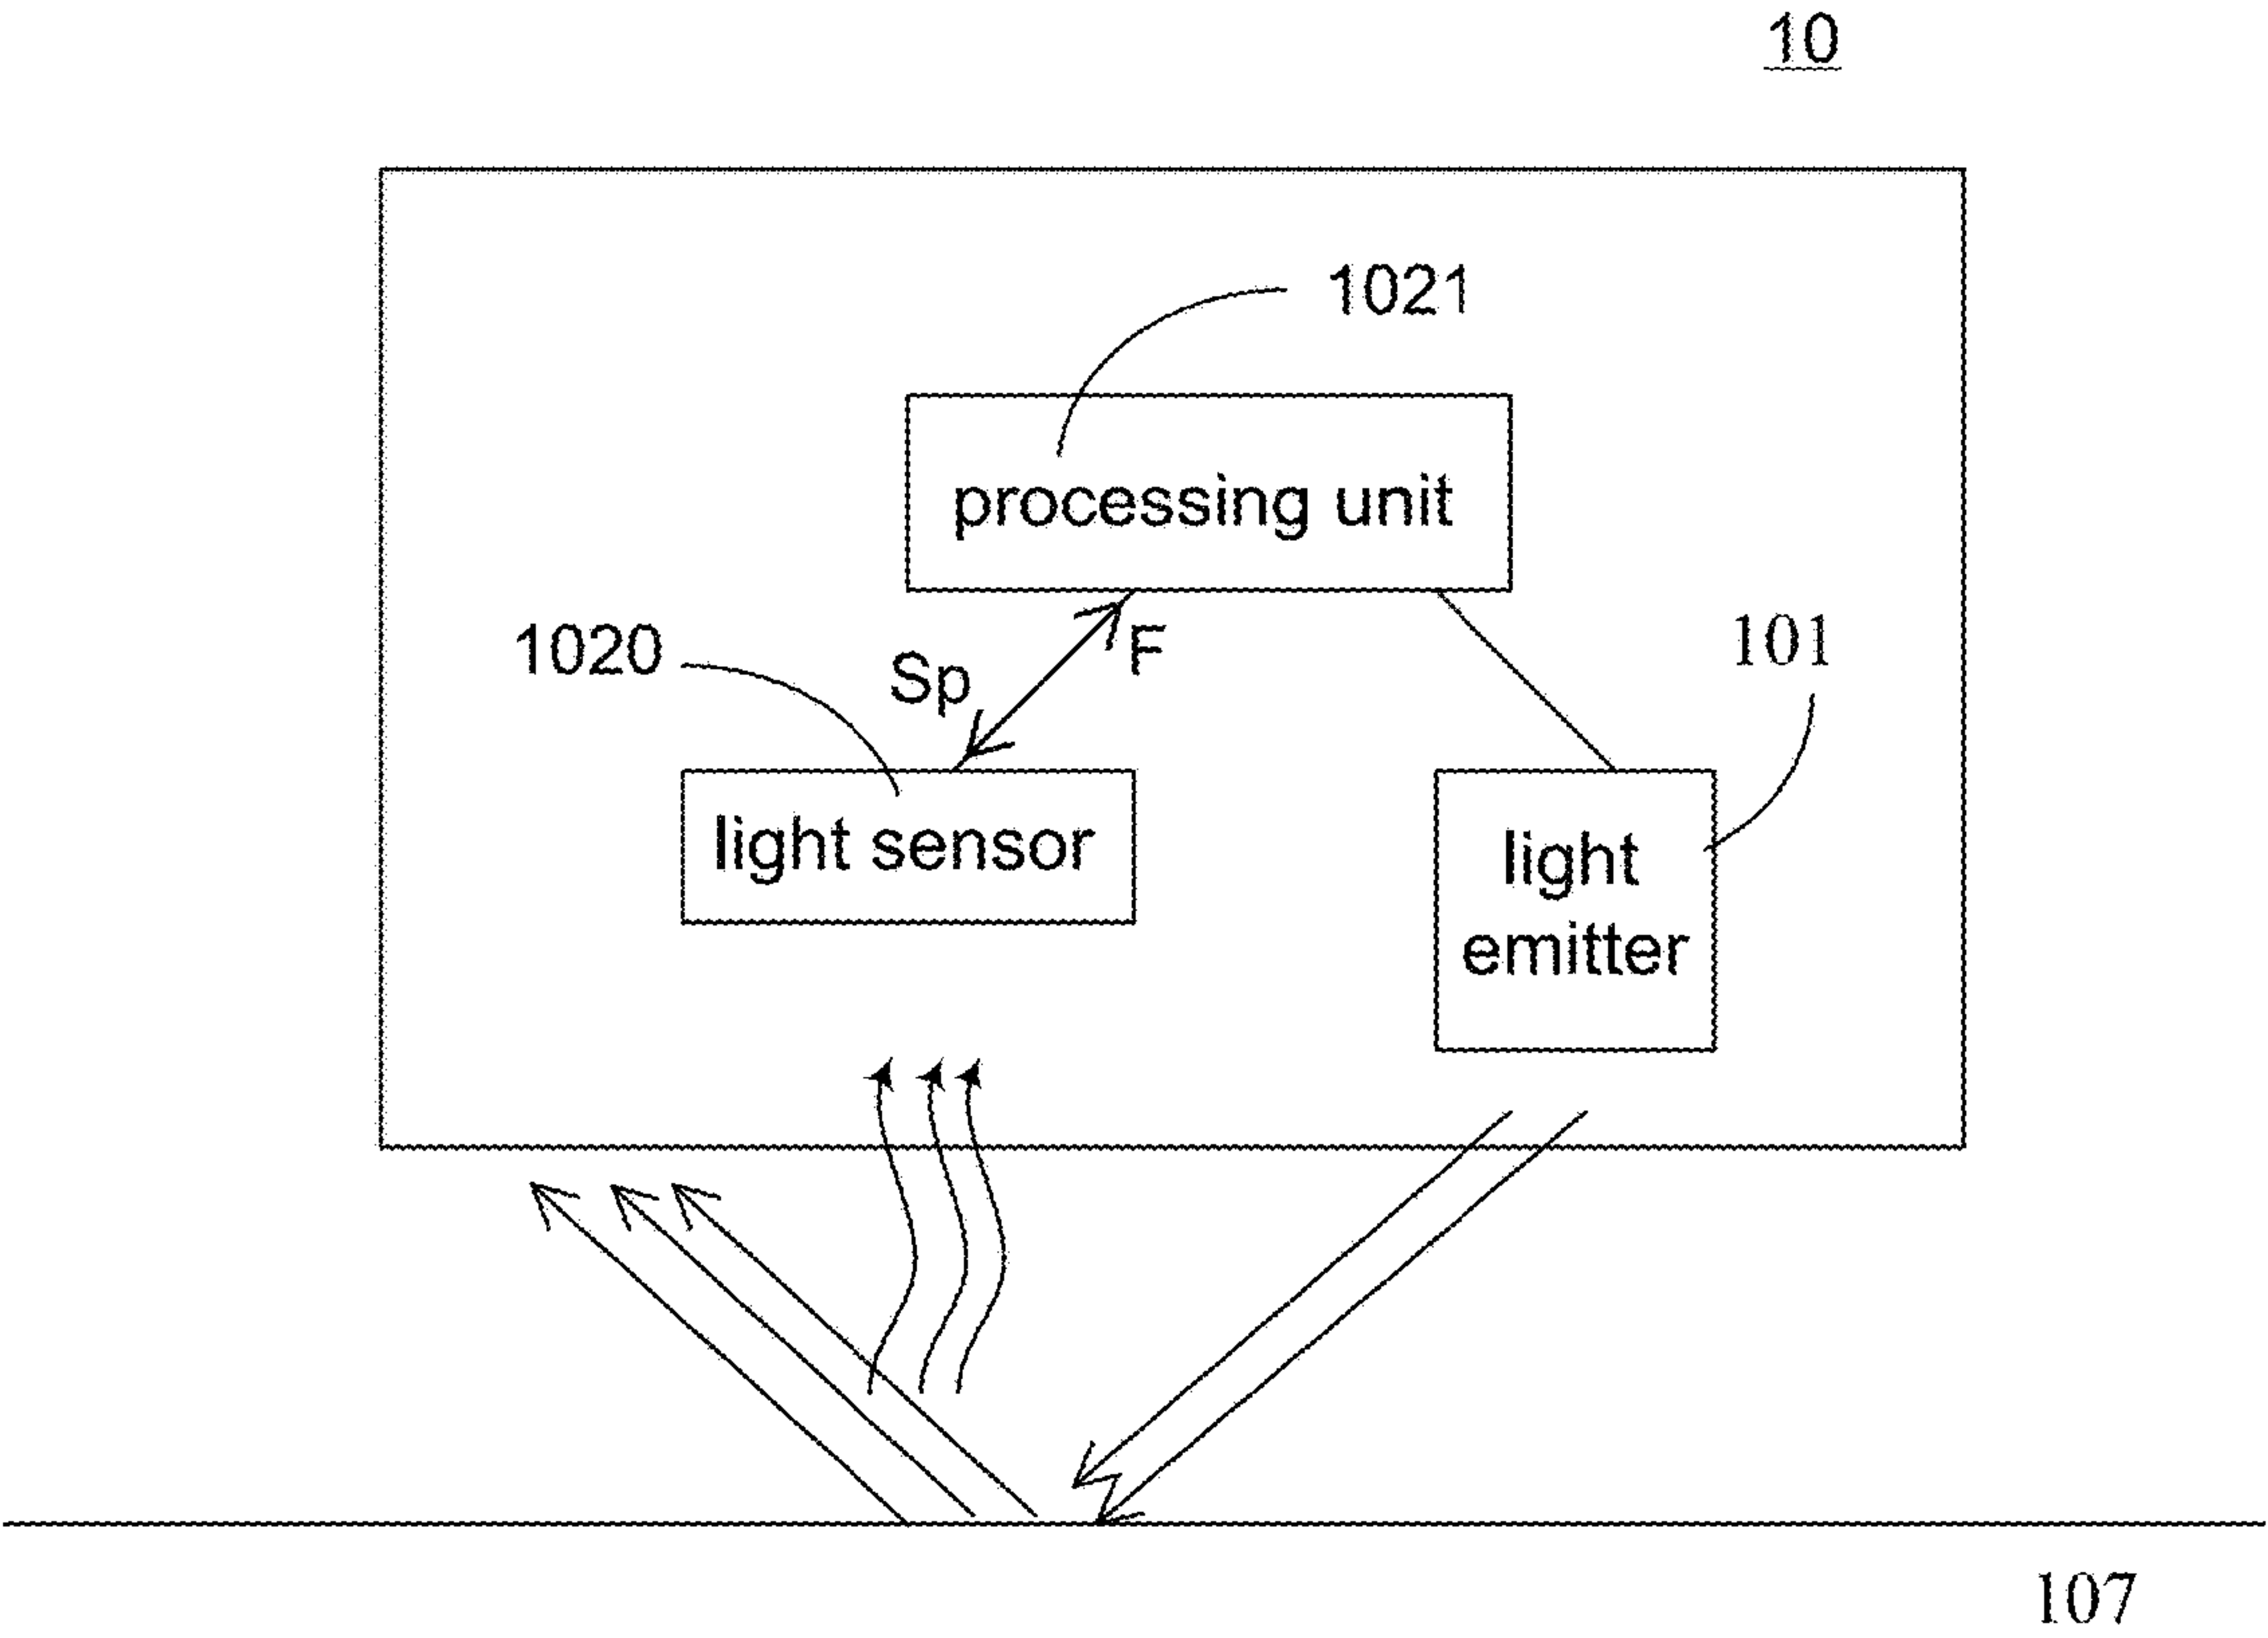 10
1021
processing unit
1020
Sp
F
101
light sensor
light
emitter
107